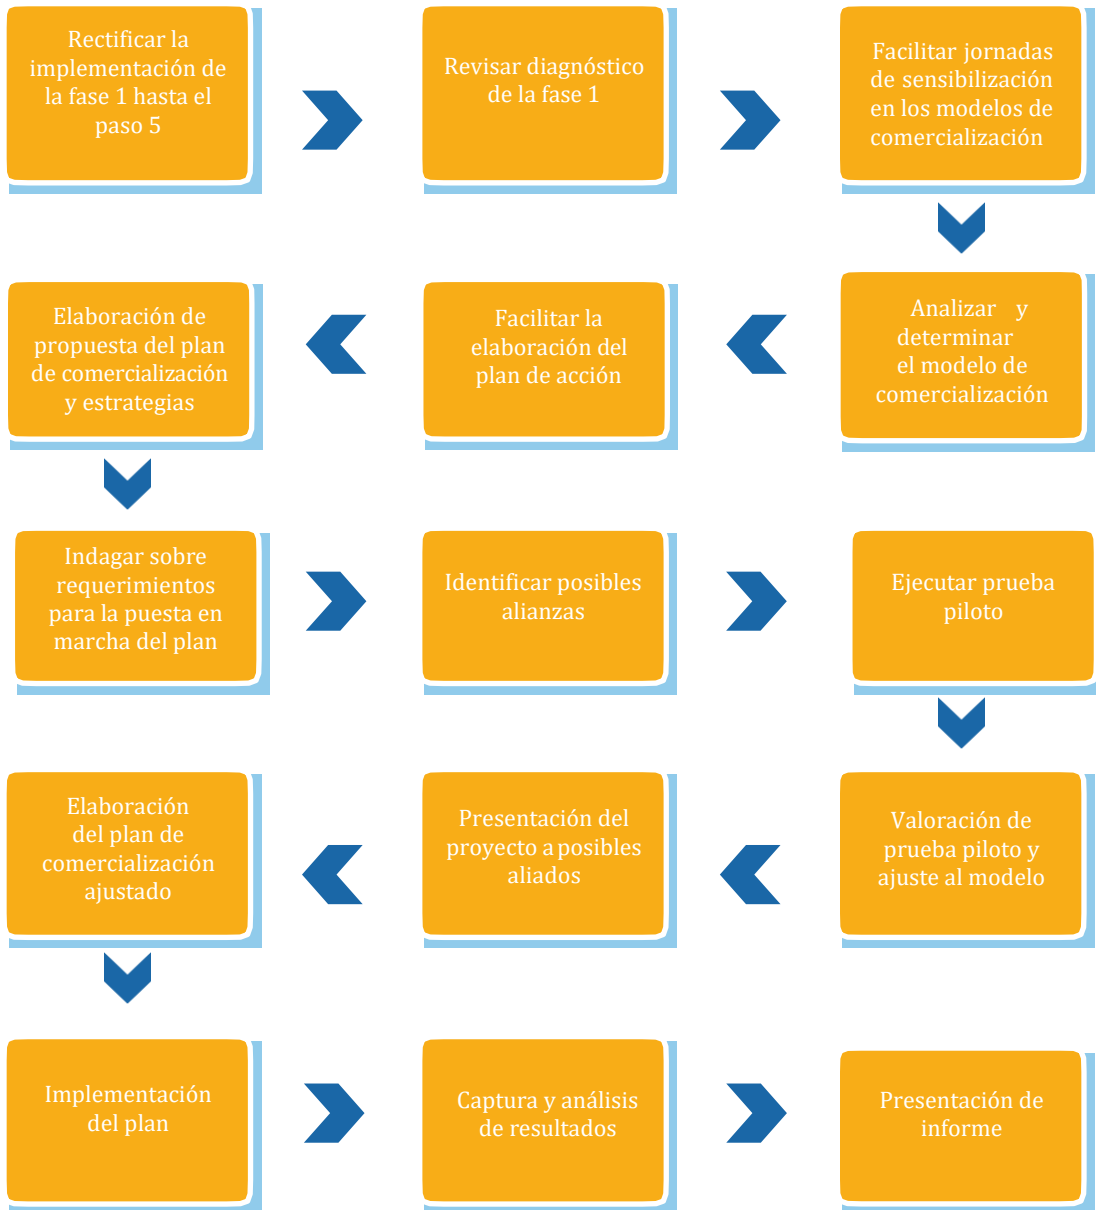 Rectificar la
implementación de
la fase 1 hasta el
paso 5
Revisar diagnóstico
de la fase 1
Facilitar jornadas
de sensibilización
en los modelos de
comercialización
Analizar y
determinar
el modelo de
comercialización
Facilitar la
elaboración del
plan de acción
Elaboración de
propuesta del plan
de comercialización
y estrategias
Indagar sobre
requerimientos
para la puesta en
marcha del plan
Identificar posibles
alianzas
Ejecutar prueba
piloto
Valoración de
prueba piloto y
ajuste al modelo
Presentación del
proyecto a posibles
aliados
Elaboración
del plan de
comercialización
ajustado
Implementación
del plan
Captura y análisis
de resultados
Presentación de
informe